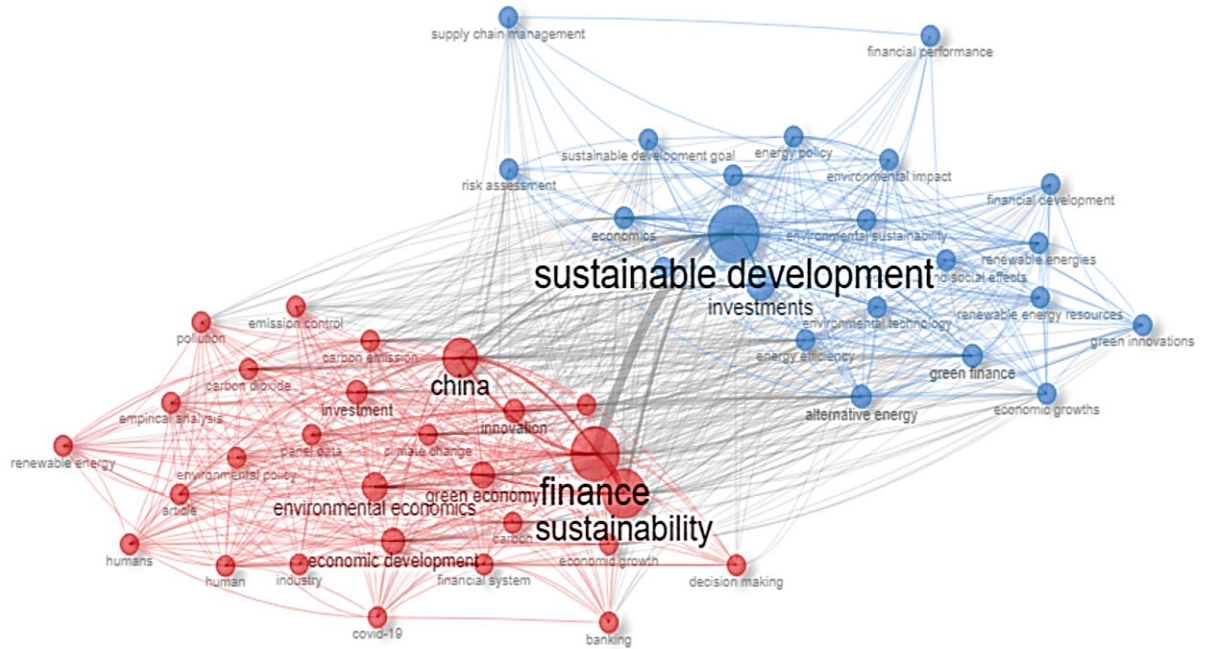 supply chain management
financial performance
sustainable development goal
energy policy
environmental impact
risk assessment
financial development
economics
environmental sustainability
renewable energies
sustainable development
no social effects
investments
renewable energy resources
environmental technology
emission control
pollution
green innovations
energy efficiency
carbon emission
green finance
carbon dioxide
china
investment
alternative energy
economic growths
empirical analysis
innovation
panel data
climate change
renewable energy
environmental policy
green economy
finance
environmental economics
article
carbon
sustainability
humans
economic development
economic growth
human
industry
financial system
decision making
covid-19
banking